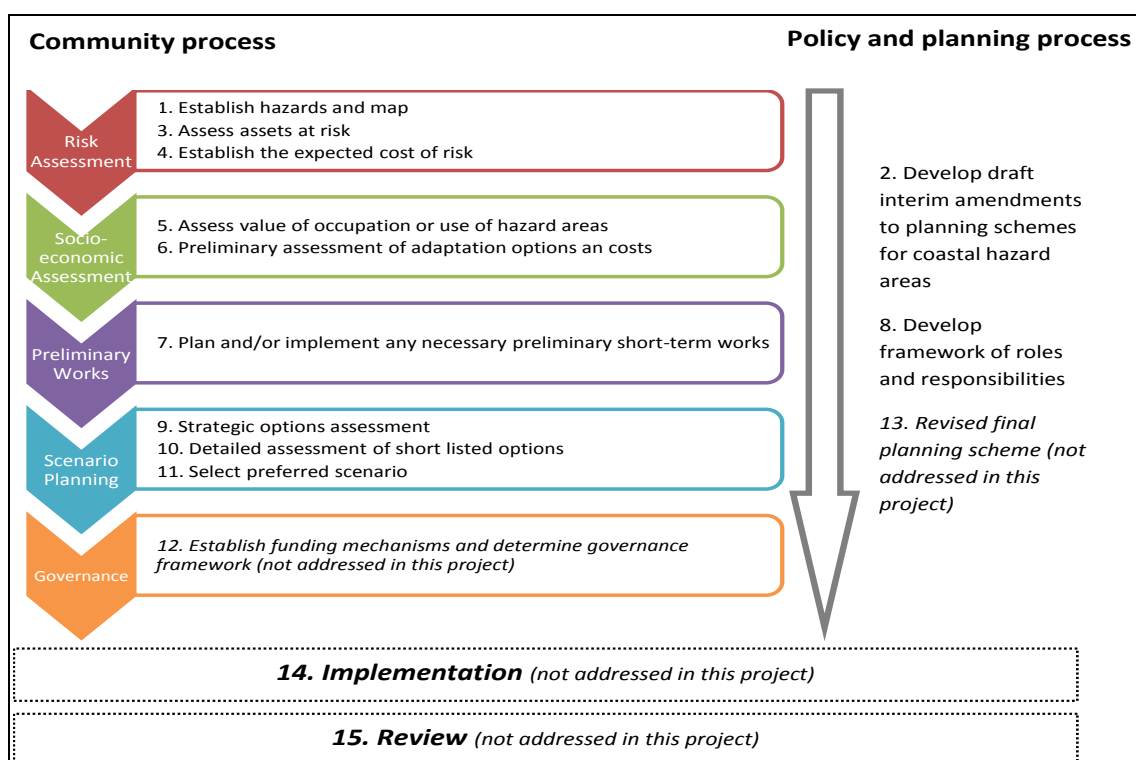 Community process
Policy and planning process
Risk
Assessment
1. Establish hazards and map
3. Assess assets at risk
4. Establish the expected cost of risk
Socio-
economic
Assessment
5. Assess value of occupation or use of hazard areas
6. Preliminary assessment of adaptation options an costs
Preliminary
Works
7. Plan and/or implement any necessary preliminary short-term works
Scenario
Planning
9. Strategic options assessment
10. Detailed assessment of short listed options
11. Select preferred scenario
Governance
12. Establish funding mechanisms and determine governance
framework (not addressed in this project)
2. Develop draft
interim amendments
to planning schemes
for coastal hazard
areas
8. Develop
framework of roles
and responsibilities
13. Revised final
planning scheme (not
addressed in this
project)
14. Implementation (not addressed in this project)
15. Review (not addressed in this project)